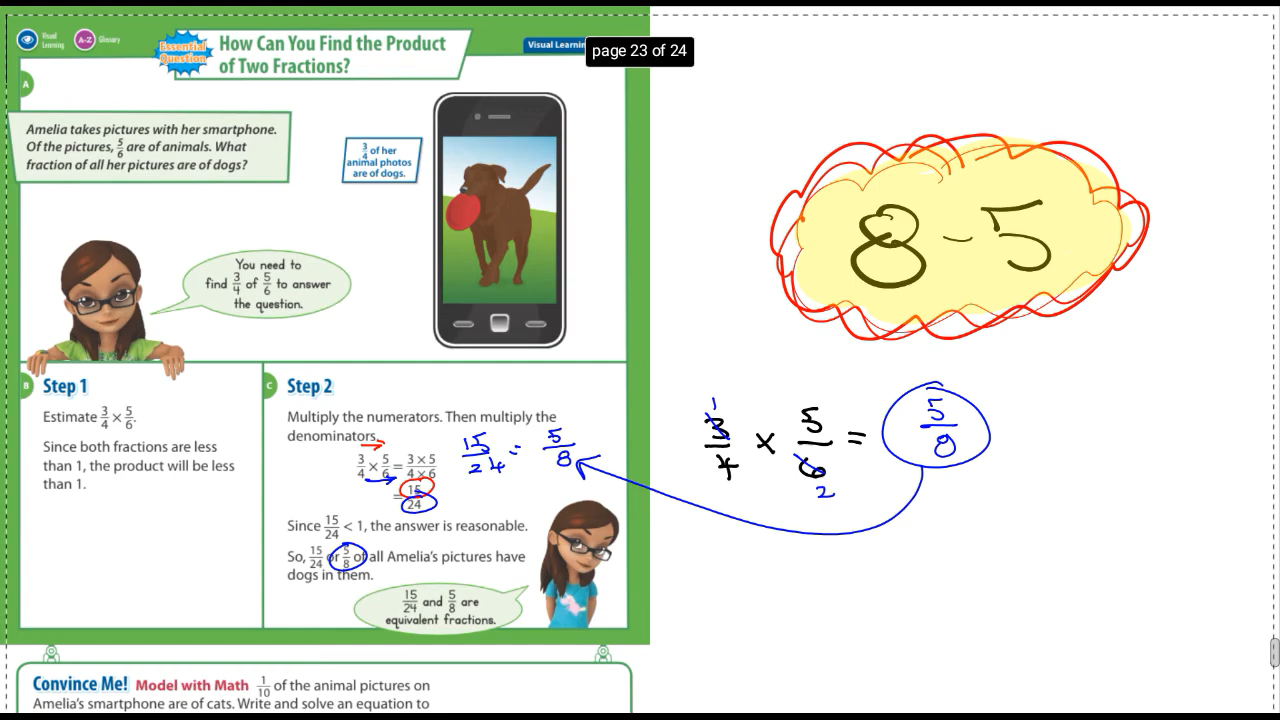 Visual Learning
A-Z Glossary
Essential Question
How Can You Find the Product
of Two Fractions?
Visual Learnin
page 23 of 24
A
Amelia takes pictures with her smartphone.
Of the pictures, 5/6 are of animals. What
fraction of all her pictures are of dogs?
3/4 of her
animal photos
are of dogs.
You need to
find 3/4 of 5/6 to answer
the question.
8-5
B
Step 1
Estimate 3/4 × 5/6.
Since both fractions are less
than 1, the product will be less
than 1.
C
Step 2
Multiply the numerators. Then multiply the
denominators.
3/4 × 5/6 = 3 × 5/4 × 6
= 15/24
15/24 = 5/8
Since 15/24 < 1, the answer is reasonable.
So, 15/24 or 5/8 of all Amelia's pictures have
dogs in them.
15/24 and 5/8 are
equivalent fractions.
1
3/4 × 5/6 = 5/8
2
Convince Me! Model with Math 1/10 of the animal pictures on
Amelia's smartphone are of cats. Write and solve an equation to